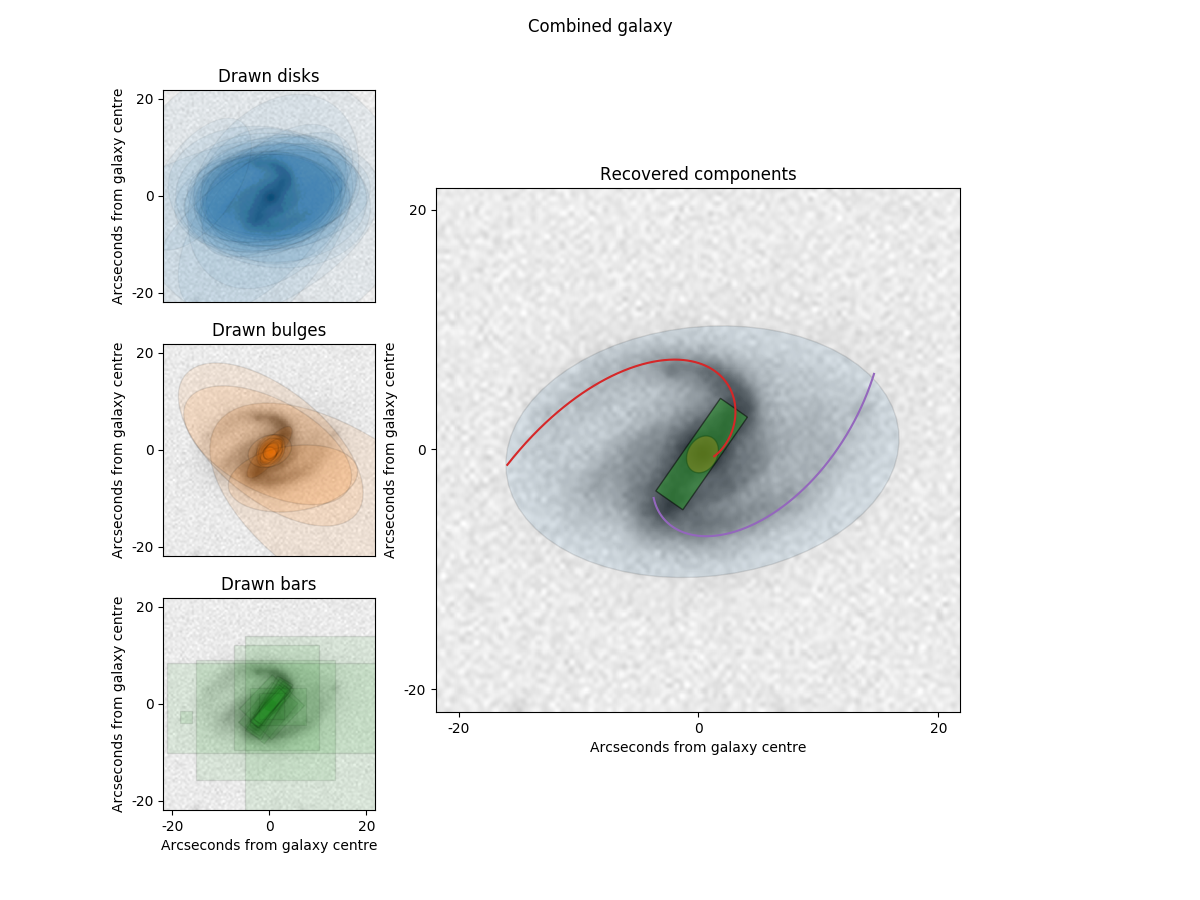 Combined galaxy
Drawn disks
Arcseconds from galaxy centre
20
0
-20
Drawn bulges
Arcseconds from galaxy centre
20
0
-20
Drawn bars
Arcseconds from galaxy centre
20
0
-20
-20 0 20
Arcseconds from galaxy centre
Recovered components
Arcseconds from galaxy centre
20
0
-20
-20 0 20
Arcseconds from galaxy centre